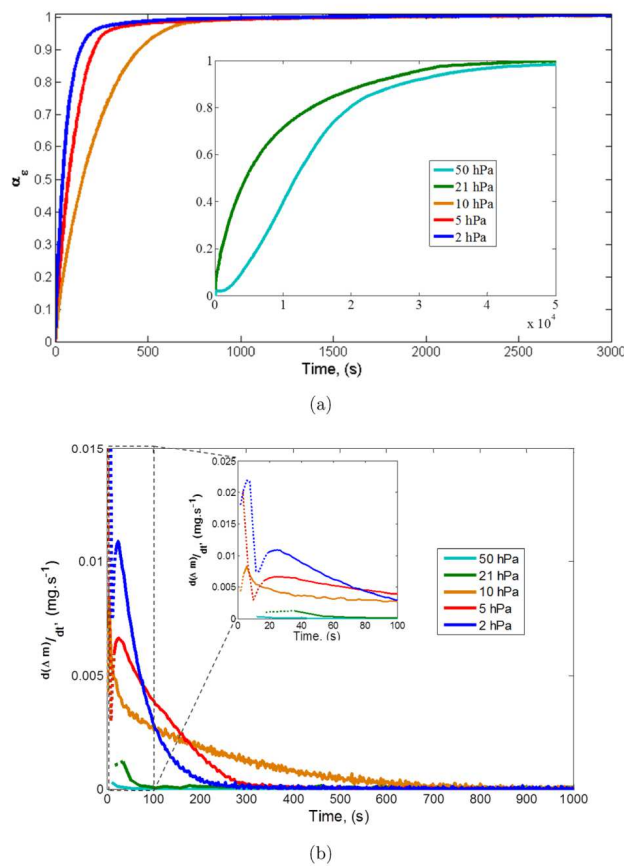 1
0.9
0.8
0.7
0.6
0.5
0.4
0.3
0.2
0.1
0
αε
0 500 1000 1500 2000 2500 3000
Time, (s)
1
0.8
0.6
0.4
0.2
0
0 1 2 3 4 5
x 10^4
50 hPa
21 hPa
10 hPa
5 hPa
2 hPa
(a)
0.015
0.01
0.005
0
d(Δ m)/dt', (mg.s⁻¹)
0 100 200 300 400 500 600 700 800 900 1000
Time, (s)
0.025
0.02
0.015
0.01
0.005
0
d(Δ m)/dt', (mg.s⁻¹)
0 20 40 60 80 100
Time, (s)
50 hPa
21 hPa
10 hPa
5 hPa
2 hPa
(b)